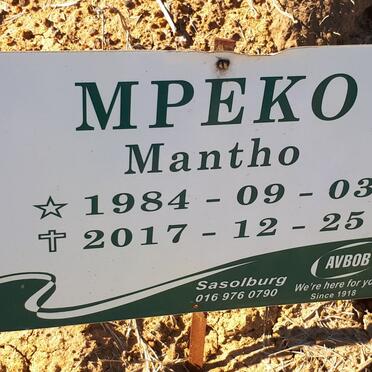 MPEKO
Mantho
☆ 1984 - 09 - 03
✝ 2017 - 12 - 25
Sasolburg
016 976 0790
AVBOB
We're here for you
Since 1918